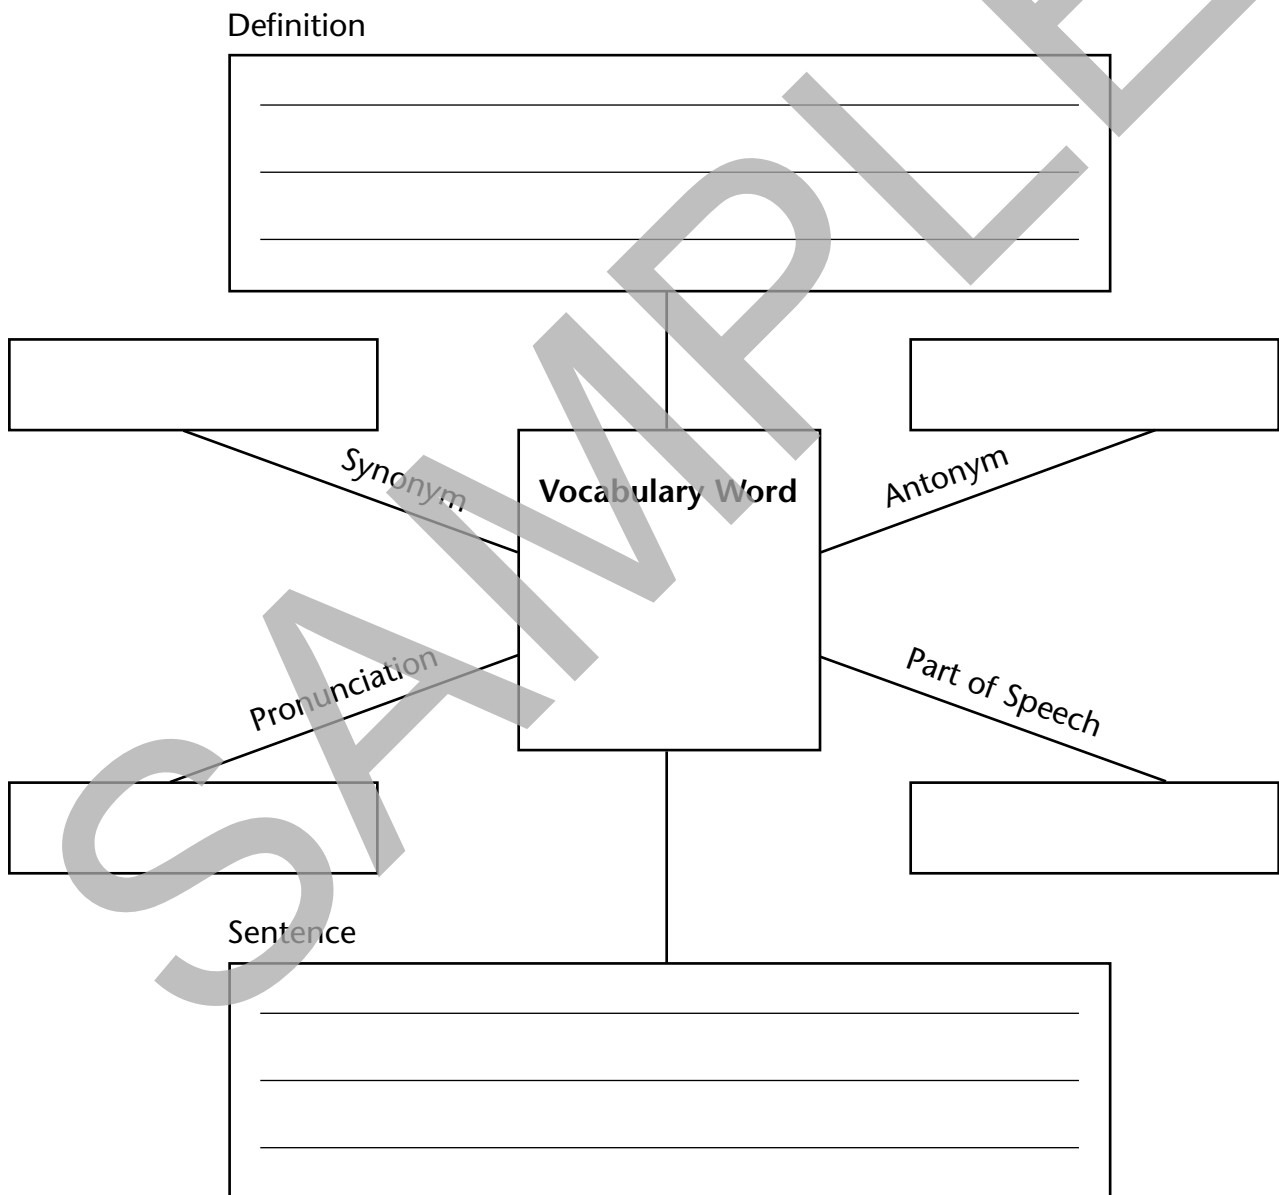 Definition
Synonym
Vocabulary Word
Antonym
Pronunciation
Part of Speech
Sentence
SAMPLE